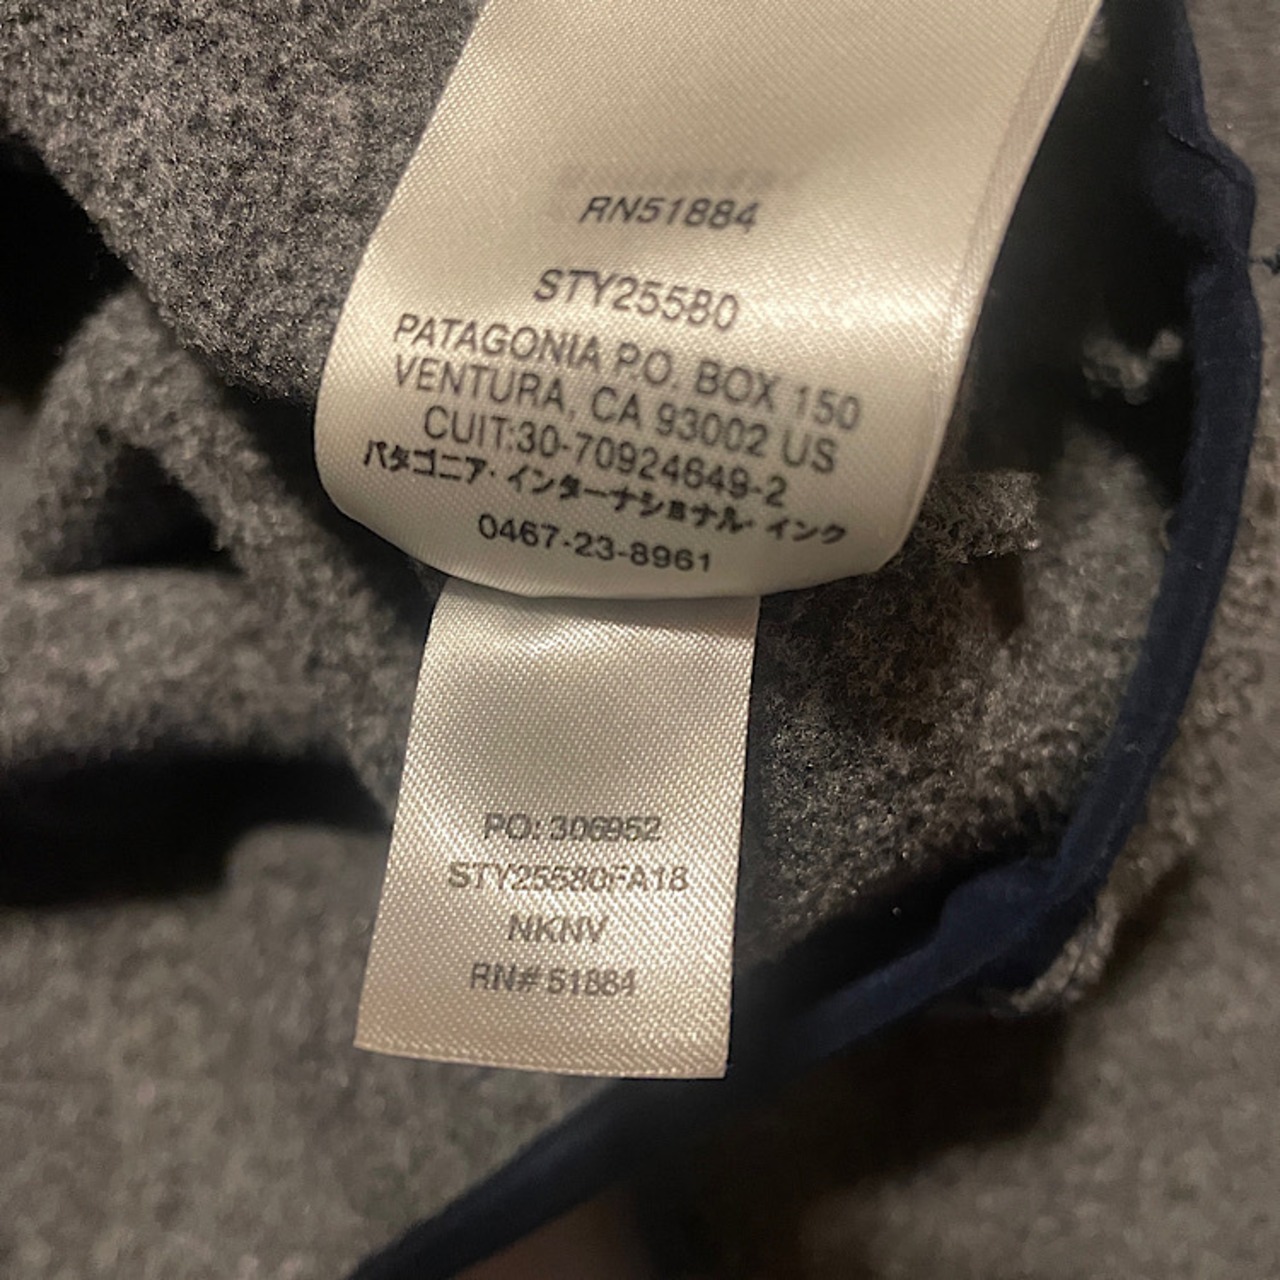 RN51884
STY25580
PATAGONIA P.O. BOX 150
VENTURA, CA 93002 US
CUIT:30-70924649-2
パタゴニア・インターナショナル・インク
0467-23-8961
PO: 306952
STY25580FA18
NKNV
RN# 51884